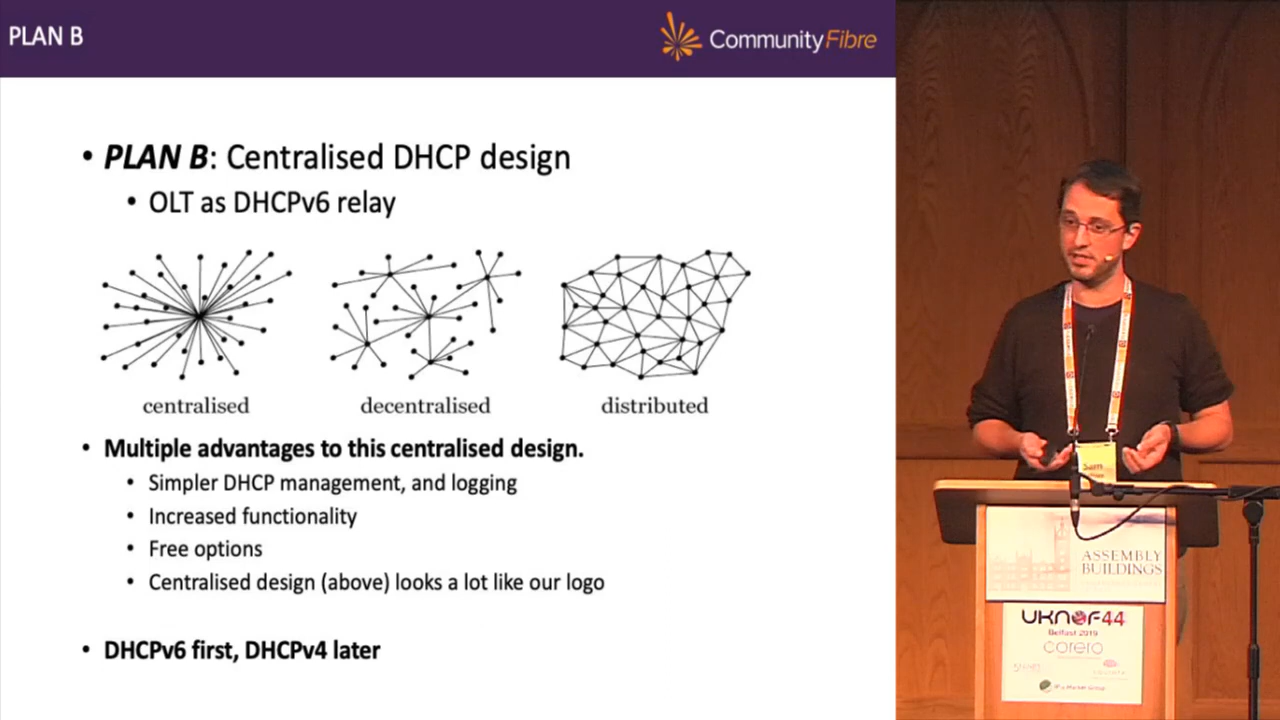 PLAN B
CommunityFibre
• PLAN B: Centralised DHCP design
• OLT as DHCPv6 relay
centralised
decentralised
distributed
• Multiple advantages to this centralised design.
• Simpler DHCP management, and logging
• Increased functionality
• Free options
• Centralised design (above) looks a lot like our logo
• DHCPv6 first, DHCPv4 later
Sam
ASSEMBLY
BUILDINGS
UKNOF44
Belfast 2019
corero